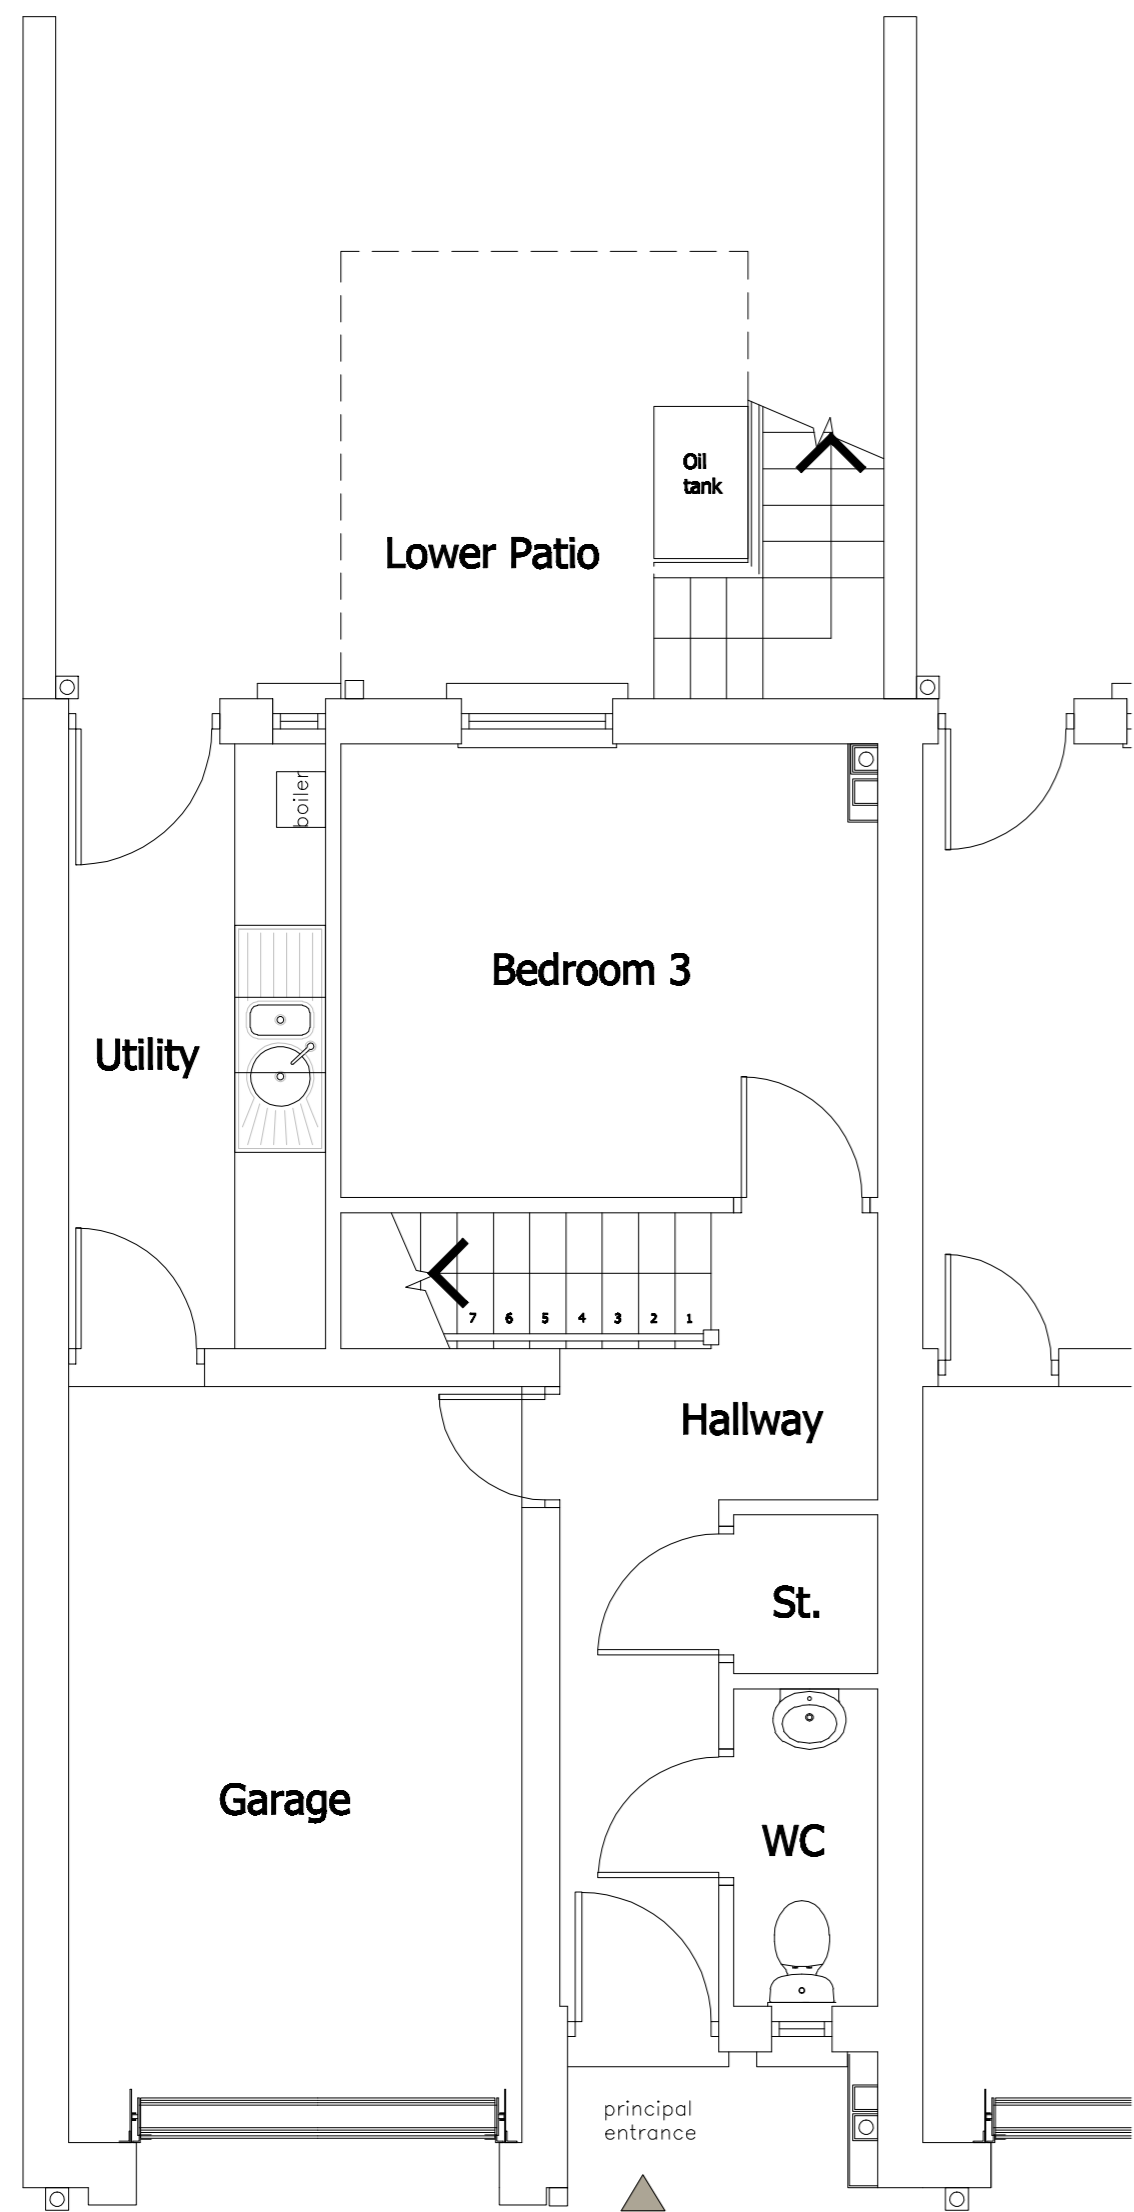 Oil
tank
Lower Patio
boiler
Bedroom 3
Utility
7 6 5 4 3 2 1
Hallway
St.
Garage
WC
principal
entrance